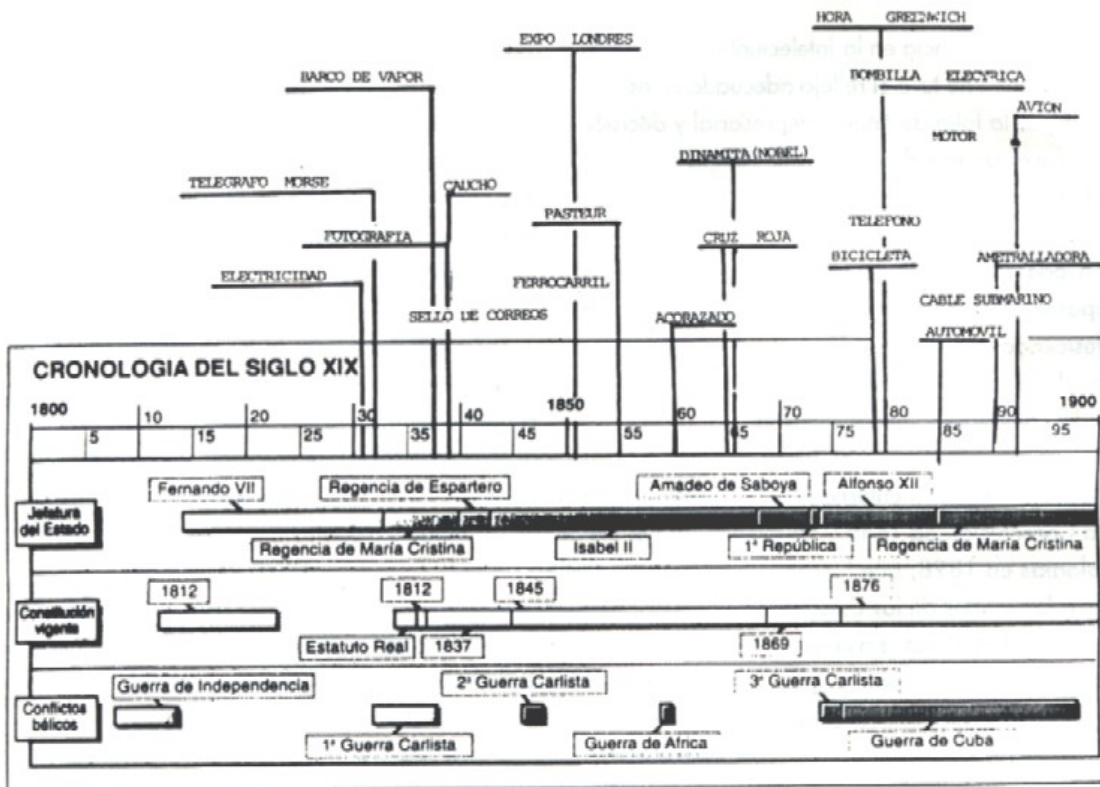 HORA GREENWICH
EXPO LONDRES
BARCO DE VAPOR
BOMBILLA ELECYRICA
AVION
MOTOR
DINAMITA (NOBEL)
TELEGRAFO MORSE
CAUCHO
PASTEUR
TELEFONO
FOTOGRAFIA
CRUZ ROJA
BICICLETA
AMETRALLADORA
ELECTRICIDAD
FERROCARRIL
CABLE SUBMARINO
SELLO DE CORREOS
ACORAZADO
AUTOMOVIL
CRONOLOGIA DEL SIGLO XIX
1800 10 20 30 40 1850 60 70 80 90 1900
5 15 25 35 45 55 65 75 85 95
Fernando VII
Regencia de Espartero
Amadeo de Saboya
Alfonso XII
Jefatura
del Estado
Regencia de María Cristina
Isabel II
1ª República
Regencia de María Cristina
1812
1812
1845
1876
Constitución
vigente
Estatuto Real
1837
1869
Guerra de Independencia
2ª Guerra Carlista
3ª Guerra Carlista
Conflictos
bélicos
1ª Guerra Carlista
Guerra de Africa
Guerra de Cuba